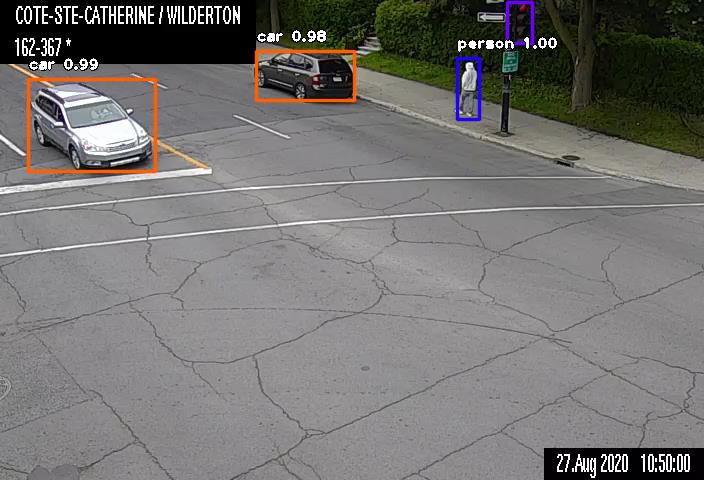 COTE-STE-CATHERINE / WILDERTON
162-367 *
car 0.99
car 0.98
person 1.00
27.Aug 2020 10:50:00